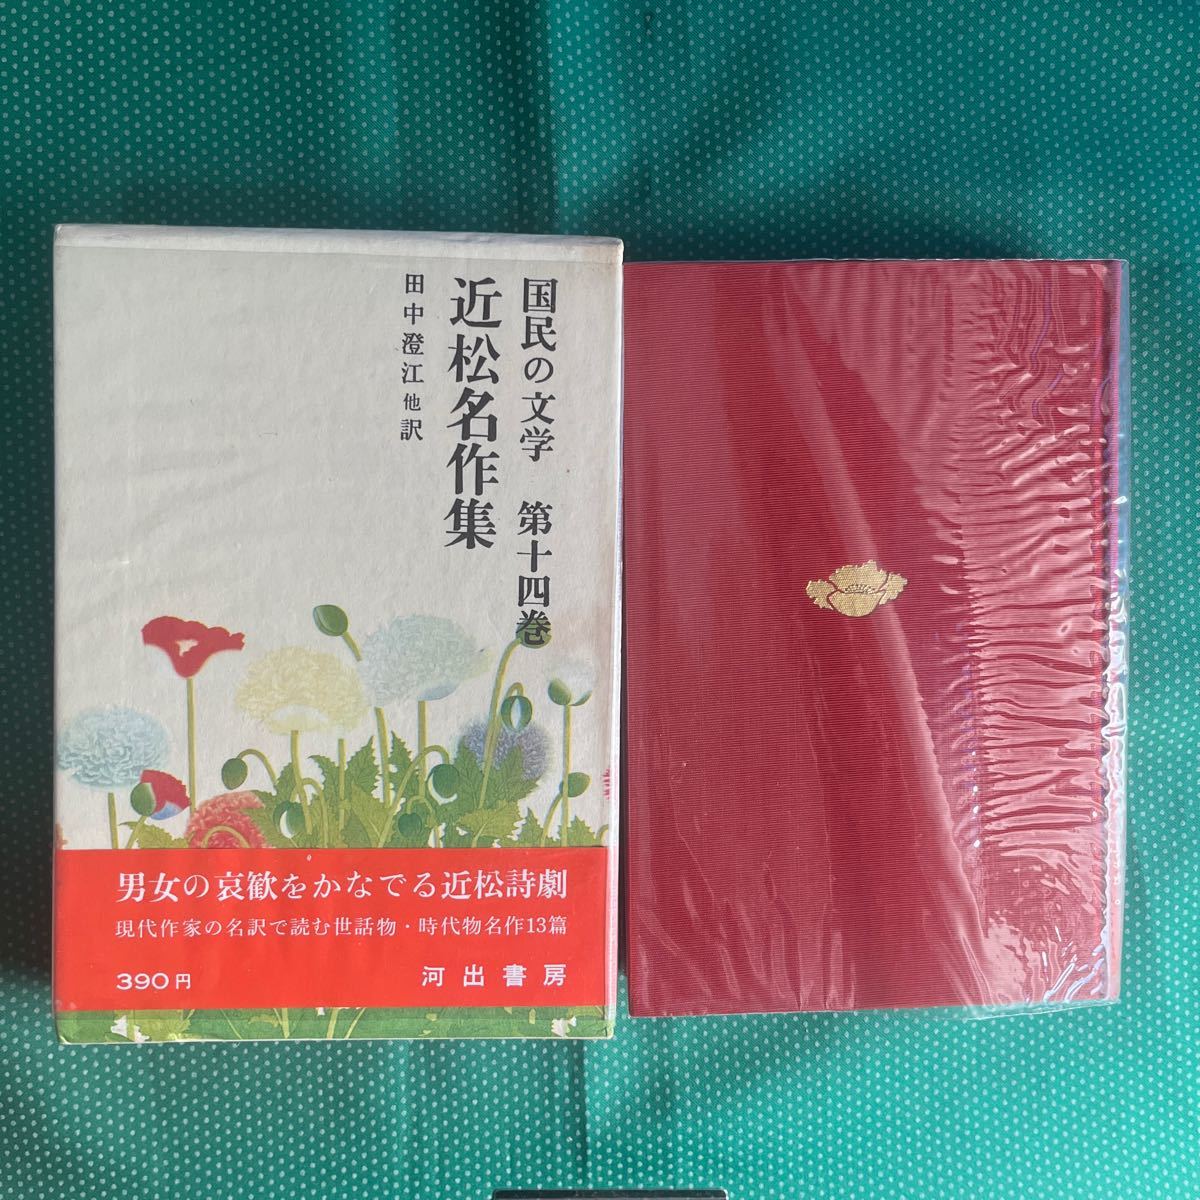 国民の文学 第十四巻
近松名作集
田中澄江他訳
男女の哀歓をかなでる近松詩劇
現代作家の名訳で読む世話物・時代物名作13篇
390円 河出書房